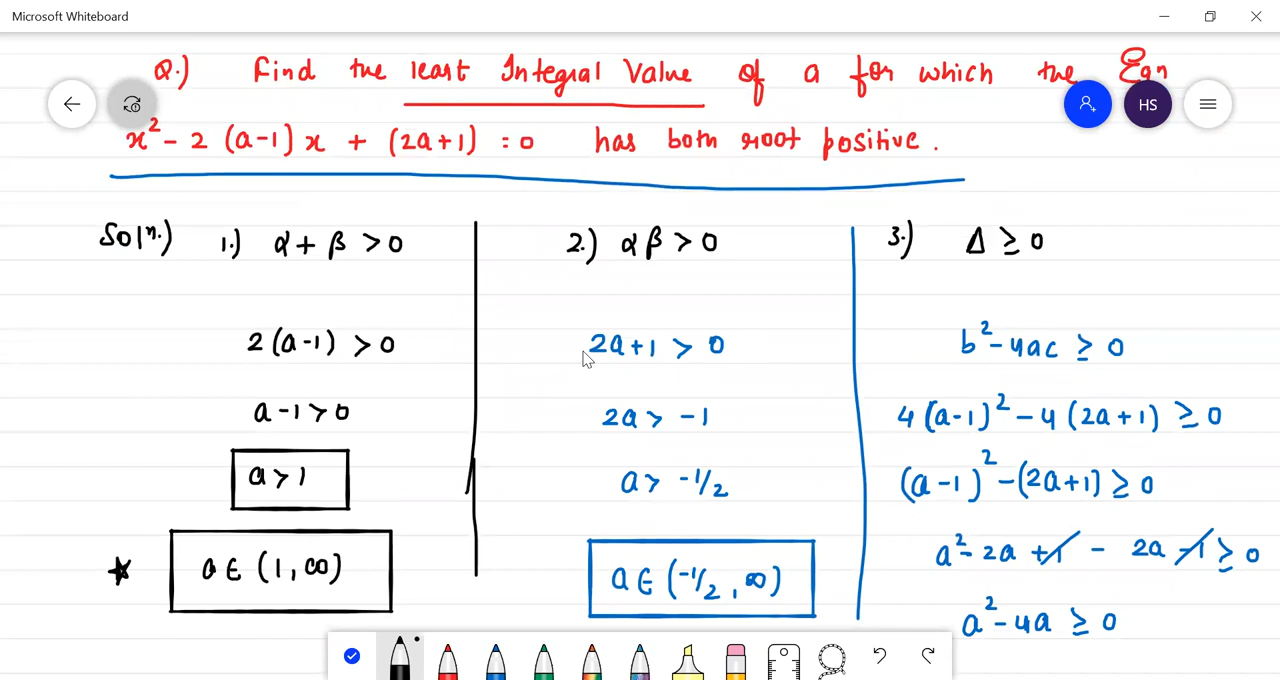 Microsoft Whiteboard
Q.) Find the least Integral Value of a for which the Eqn
x² - 2 (a-1) x + (2a+1) = 0 has both root positive.
HS
Solⁿ.) 1.) α + β > 0
2 (a-1) > 0
a -1 > 0
a > 1
★ a ∈ (1, ∞)
2.) αβ > 0
2a+1 > 0
2a > -1
a > -1/2
a ∈ (-1/2, ∞)
3.) Δ ≥ 0
b² - 4ac ≥ 0
4 (a-1)² - 4 (2a+1) ≥ 0
(a-1)² - (2a+1) ≥ 0
a² - 2a +1 - 2a -1 ≥ 0
a² - 4a ≥ 0